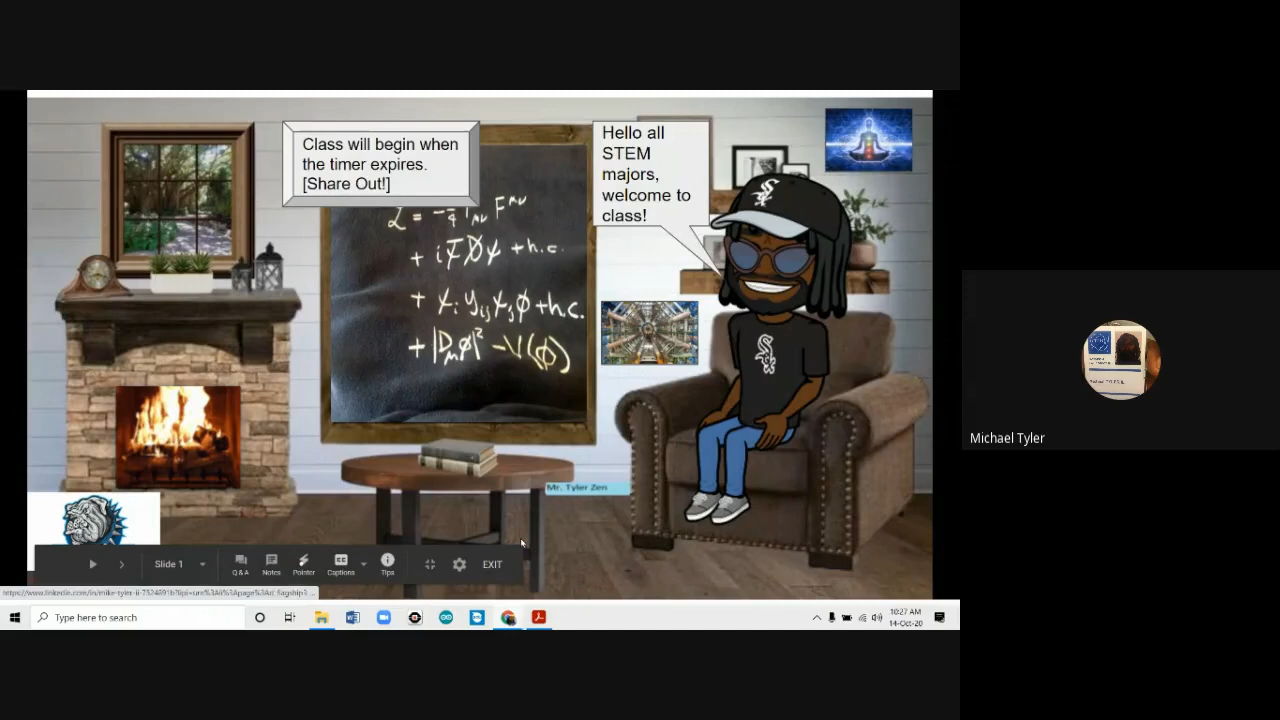 Class will begin when
the timer expires.
[Share Out!]
Hello all
STEM
majors,
welcome to
class!
+ h.c.
+ h.c.
- V(ϕ)
Mr. Tyler Zen
Slide 1
Q & A
Notes
Pointer
Captions
Tips
EXIT
Type here to search
10:27 AM
14-Oct-20
Michael Tyler